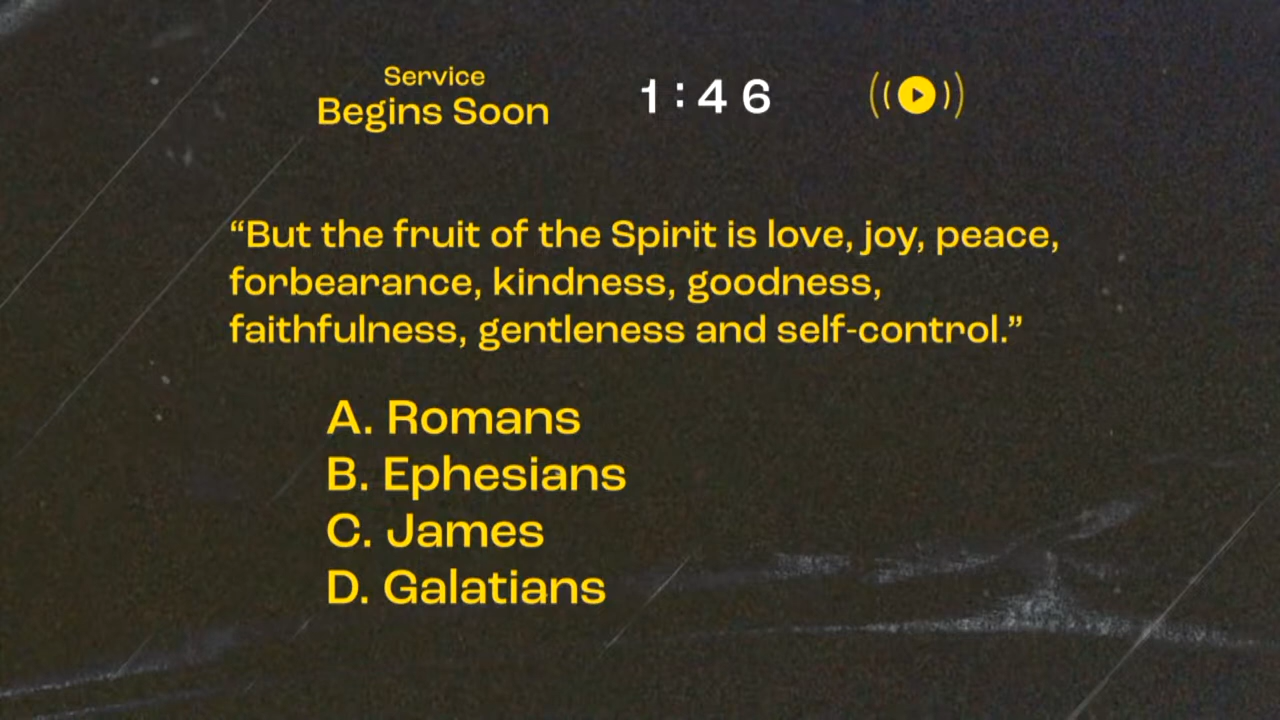 Service
Begins Soon
1:46
“But the fruit of the Spirit is love, joy, peace,
forbearance, kindness, goodness,
faithfulness, gentleness and self-control.”
A. Romans
B. Ephesians
C. James
D. Galatians